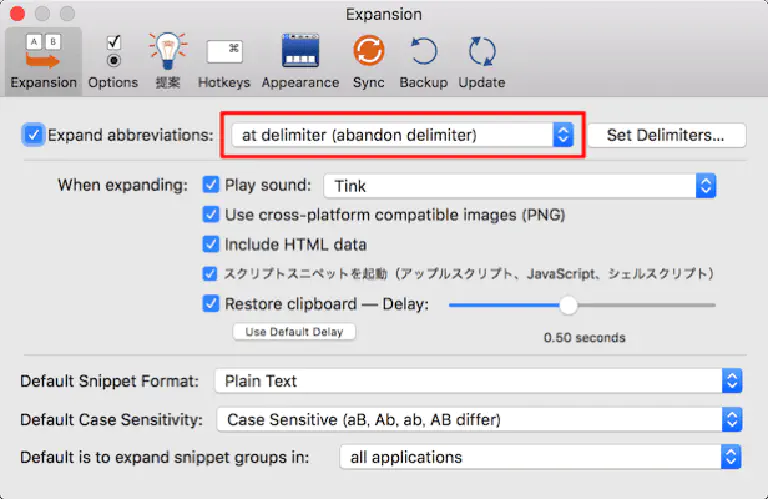 Expansion
A B
⌘
Expansion Options 提案 Hotkeys Appearance Sync Backup Update
Expand abbreviations: at delimiter (abandon delimiter) Set Delimiters...
When expanding: Play sound: Tink
Use cross-platform compatible images (PNG)
Include HTML data
スクリプトスニペットを起動（アップルスクリプト、JavaScript、シェルスクリプト）
Restore clipboard — Delay:
Use Default Delay 0.50 seconds
Default Snippet Format: Plain Text
Default Case Sensitivity: Case Sensitive (aB, Ab, ab, AB differ)
Default is to expand snippet groups in: all applications